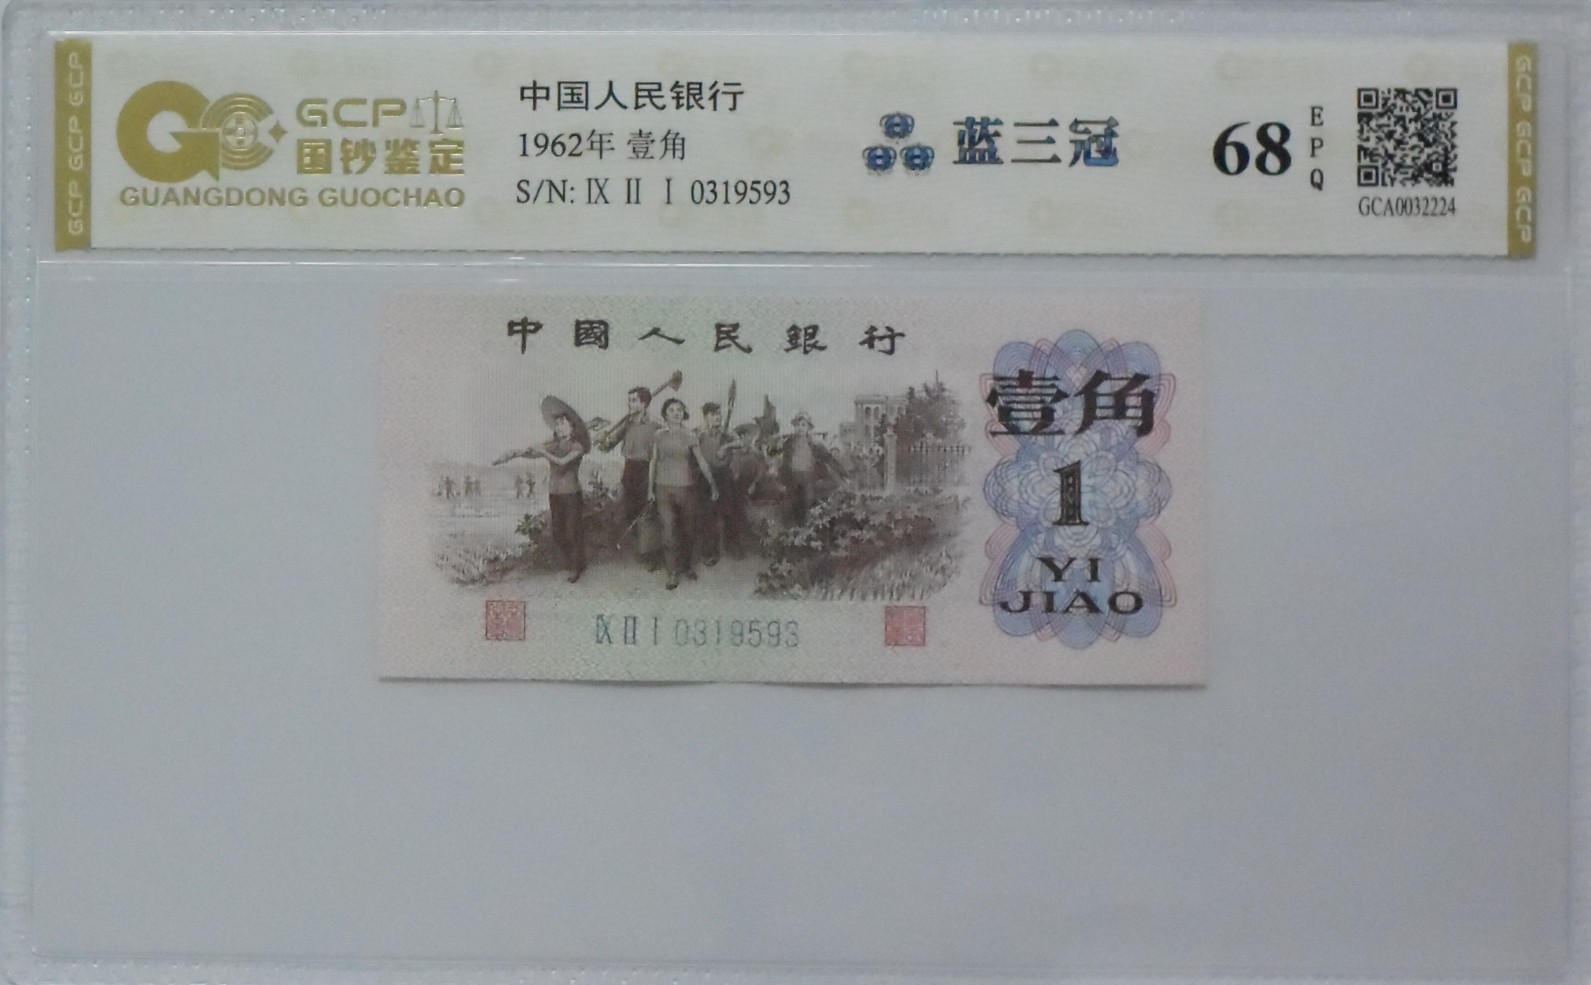 GCP GCP GCP
GCP
国钞鉴定
GUANGDONG GUOCHAO
中国人民银行
1962年 壹角
S/N: Ⅸ Ⅱ Ⅰ 0319593
蓝三冠
68
EPQ
GCA0032224
GCP GCP GCP
中國人民銀行
壹角
1
YI
JIAO
Ⅸ Ⅱ Ⅰ 0319593